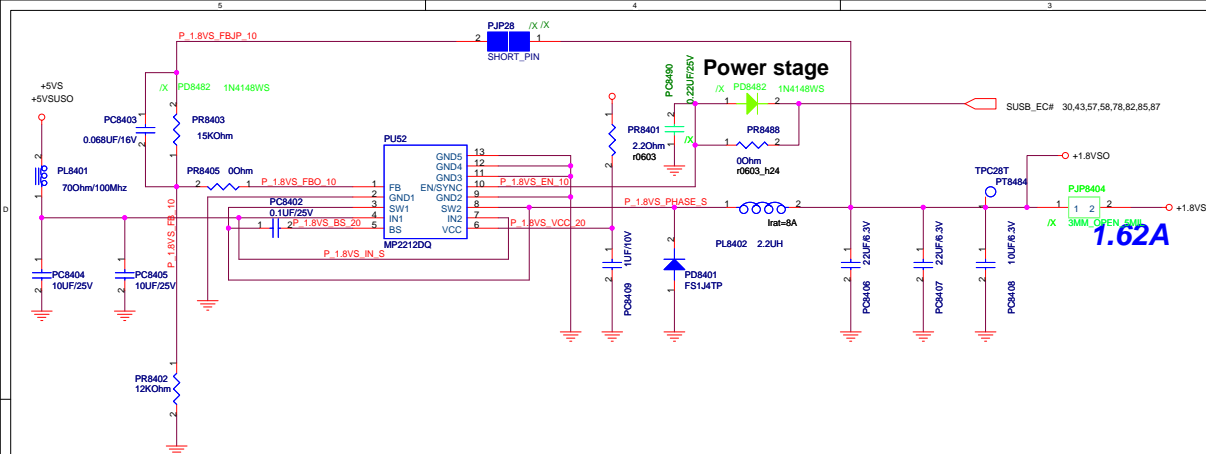 5
4
3
D
P_1.8VS_FBJP_10
2
PJP28
1
/X /X
SHORT_PIN
Power stage
+5VS
+5VSUSO
/X PD8482 1N4148WS
PC8403
0.068UF/16V
PR8403
15KOhm
PC8490
0.22UF/25V
/X
/X PD8482 1N4148WS
1 2
SUSB_EC# 30,43,57,58,78,82,85,87
PR8401
2.2Ohm
r0603
PR8488
0Ohm
r0603_h24
PL8401
70Ohm/100Mhz
PR8405 0Ohm
P_1.8VS_FBO_10
P_1.8VS_FB_10
PU52
1 FB
2 GND1
3 SW1
4 IN1
5 BS
GND5 13
GND4 12
GND3 11
EN/SYNC 10
GND2 9
SW2 8
IN2 7
VCC 6
MP2212DQ
P_1.8VS_EN_10
P_1.8VS_PHASE_S
P_1.8VS_VCC_20
PC8402
0.1UF/25V
P_1.8VS_BS_20
P_1.8VS_IN_S
PC8404
10UF/25V
PC8405
10UF/25V
1UF/10V
PC8409
PD8401
FS1J4TP
Irat=8A
PL8402 2.2UH
22UF/6.3V
PC8406
22UF/6.3V
PC8407
10UF/6.3V
PC8408
+1.8VSO
TPC28T
PT8484
PJP8404
1 2
/X 3MM_OPEN_5MIL
+1.8VS
1.62A
PR8402
12KOhm